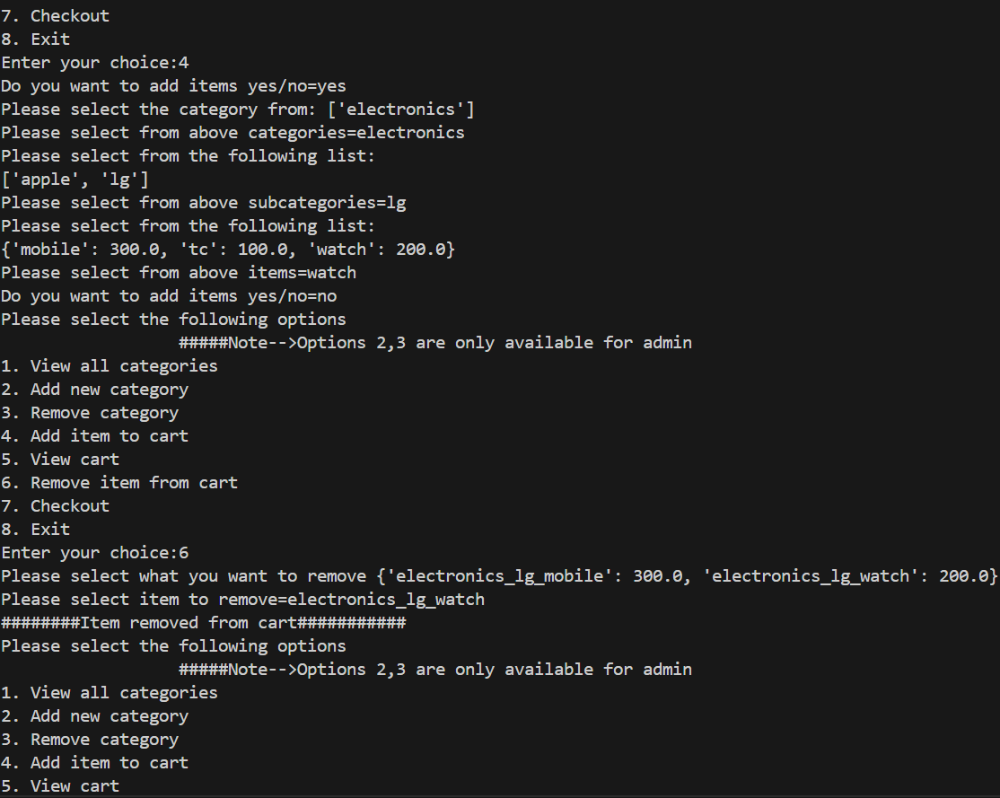 7. Checkout
8. Exit
Enter your choice:4
Do you want to add items yes/no=yes
Please select the category from: ['electronics']
Please select from above categories=electronics
Please select from the following list:
['apple', 'lg']
Please select from above subcategories=lg
Please select from the following list:
{'mobile': 300.0, 'tc': 100.0, 'watch': 200.0}
Please select from above items=watch
Do you want to add items yes/no=no
Please select the following options
#####Note-->Options 2,3 are only available for admin
1. View all categories
2. Add new category
3. Remove category
4. Add item to cart
5. View cart
6. Remove item from cart
7. Checkout
8. Exit
Enter your choice:6
Please select what you want to remove {'electronics_lg_mobile': 300.0, 'electronics_lg_watch': 200.0}
Please select item to remove=electronics_lg_watch
########Item removed from cart###########
Please select the following options
#####Note-->Options 2,3 are only available for admin
1. View all categories
2. Add new category
3. Remove category
4. Add item to cart
5. View cart